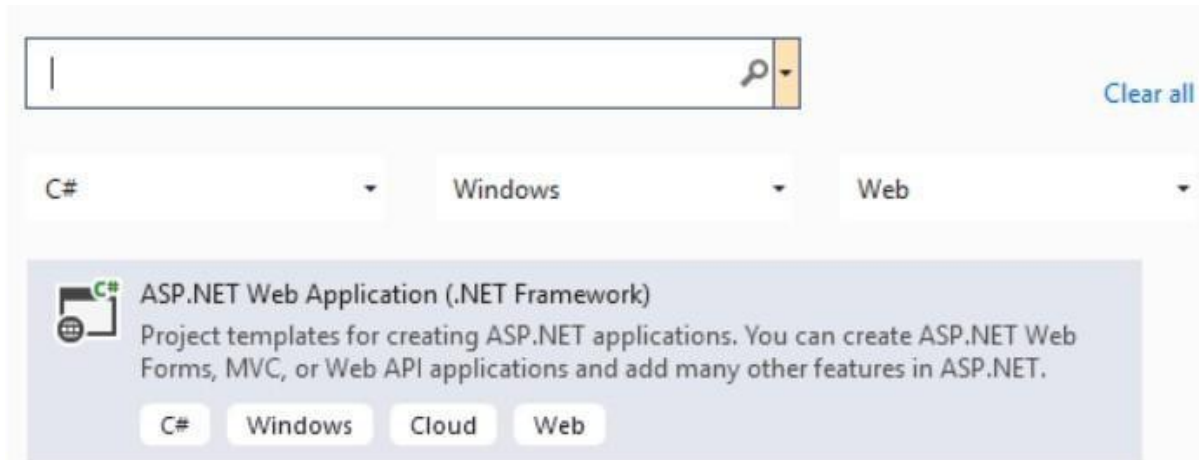 Clear all
C# Windows Web
C# ASP.NET Web Application (.NET Framework)
Project templates for creating ASP.NET applications. You can create ASP.NET Web
Forms, MVC, or Web API applications and add many other features in ASP.NET.
C# Windows Cloud Web